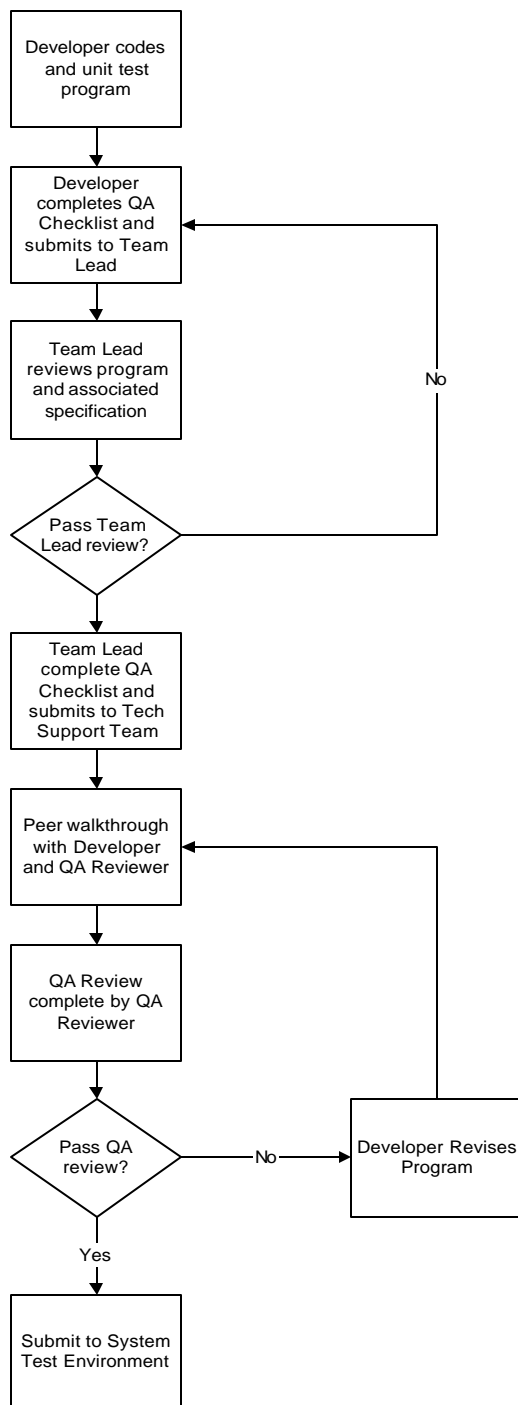 Developer codes
and unit test
program
Developer
completes QA
Checklist and
submits to Team
Lead
Team Lead
reviews program
and associated
specification
No
Pass Team
Lead review?
Team Lead
complete QA
Checklist and
submits to Tech
Support Team
Peer walkthrough
with Developer
and QA Reviewer
QA Review
complete by QA
Reviewer
Pass QA
review?
No
Developer Revises
Program
Yes
Submit to System
Test Environment